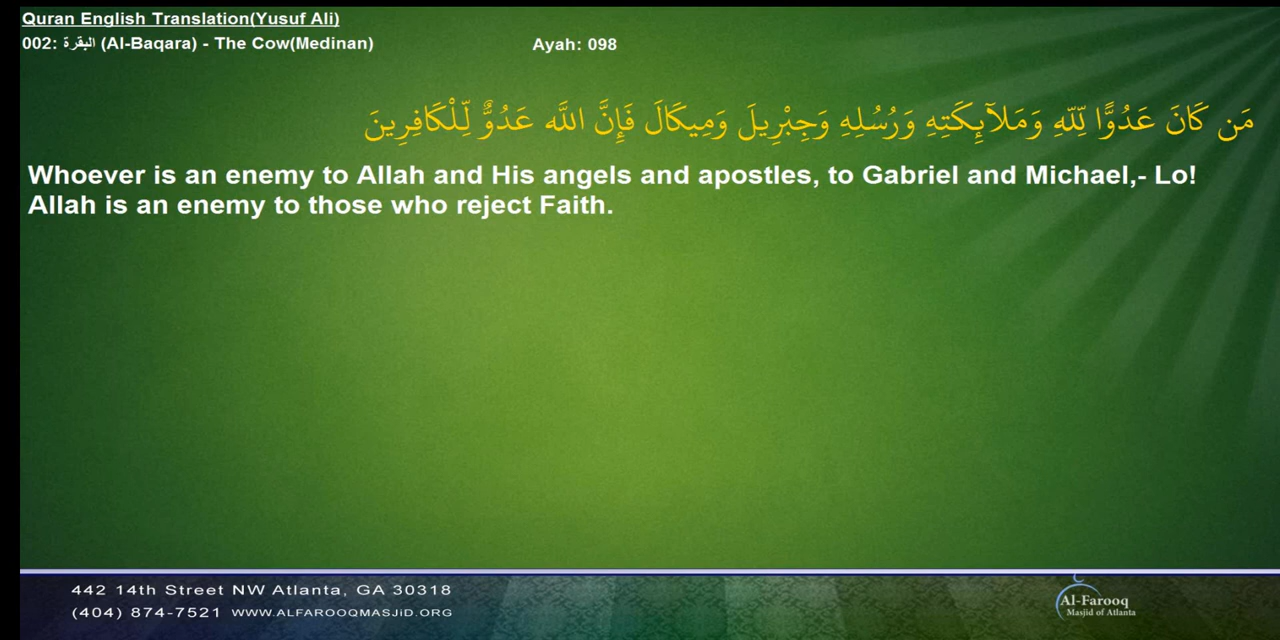 Quran English Translation(Yusuf Ali)
002: البقرة (Al-Baqara) - The Cow(Medinan) Ayah: 098
مَن كَانَ عَدُوًّا لِّلّهِ وَمَلآئِكَتِهِ وَرُسُلِهِ وَجِبْرِيلَ وَمِيكَالَ فَإِنَّ اللَّه عَدُوٌّ لِّلْكَافِرِينَ
Whoever is an enemy to Allah and His angels and apostles, to Gabriel and Michael,- Lo!
Allah is an enemy to those who reject Faith.
442 14th Street NW Atlanta, GA 30318
(404) 874-7521 WWW.ALFAROOQMASJiD.ORG
Al-Farooq
Masjid of Atlanta